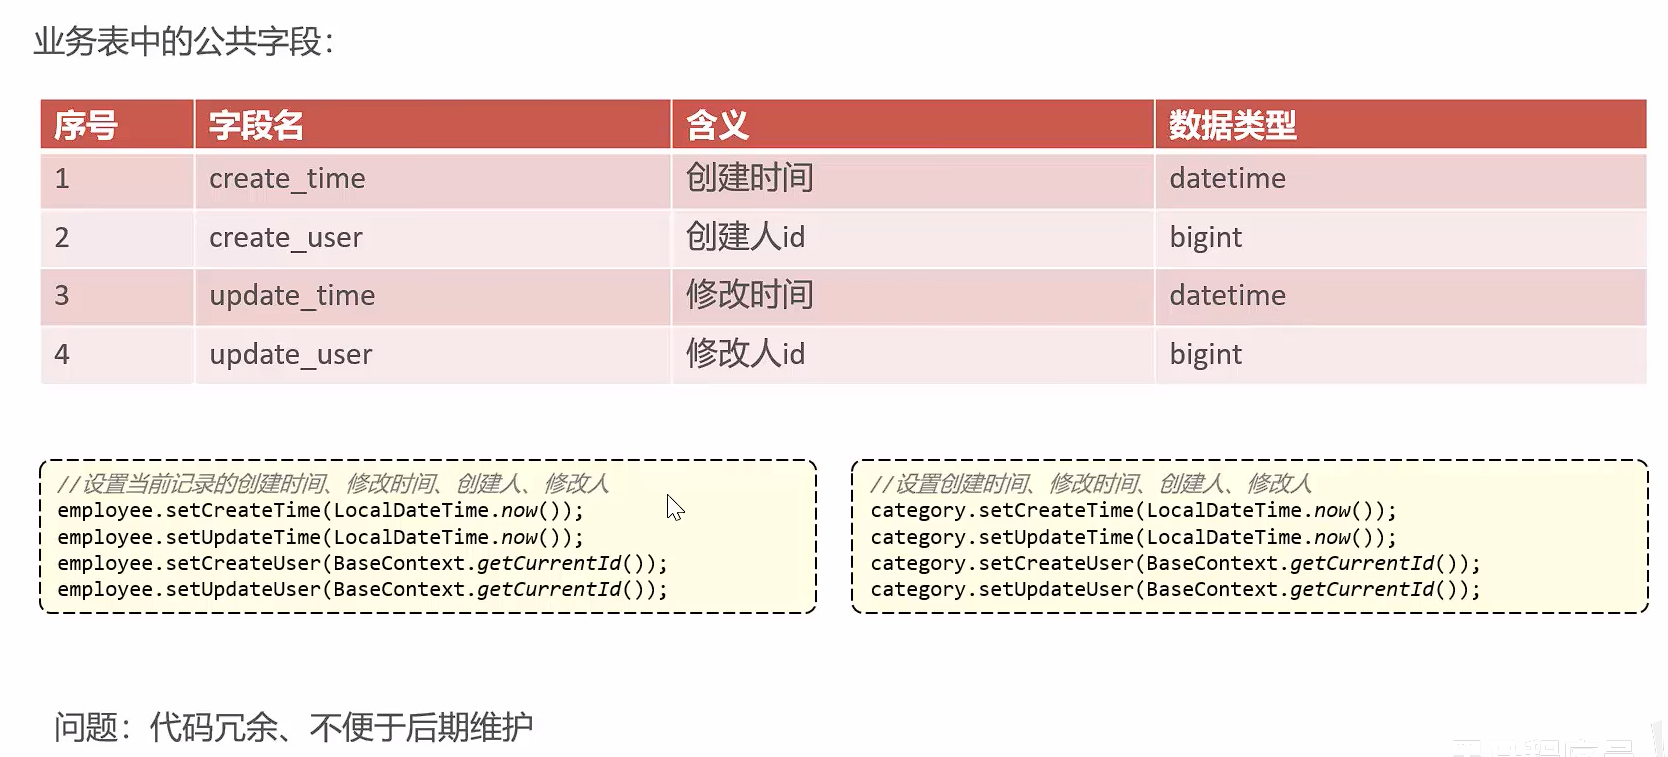 业务表中的公共字段：
序号 字段名 含义 数据类型
1 create_time 创建时间 datetime
2 create_user 创建人id bigint
3 update_time 修改时间 datetime
4 update_user 修改人id bigint
//设置当前记录的创建时间、修改时间、创建人、修改人
employee.setCreateTime(LocalDateTime.now());
employee.setUpdateTime(LocalDateTime.now());
employee.setCreateUser(BaseContext.getCurrentId());
employee.setUpdateUser(BaseContext.getCurrentId());
//设置创建时间、修改时间、创建人、修改人
category.setCreateTime(LocalDateTime.now());
category.setUpdateTime(LocalDateTime.now());
category.setCreateUser(BaseContext.getCurrentId());
category.setUpdateUser(BaseContext.getCurrentId());
问题：代码冗余、不便于后期维护